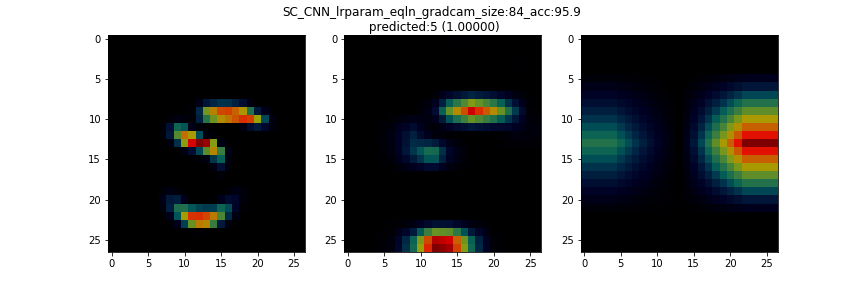 SC_CNN_lrparam_eqln_gradcam_size:84_acc:95.9
predicted:5 (1.00000)
0 0 0
5 5 5
10 10 10
15 15 15
20 20 20
25 25 25
0 5 10 15 20 25 0 5 10 15 20 25 0 5 10 15 20 25